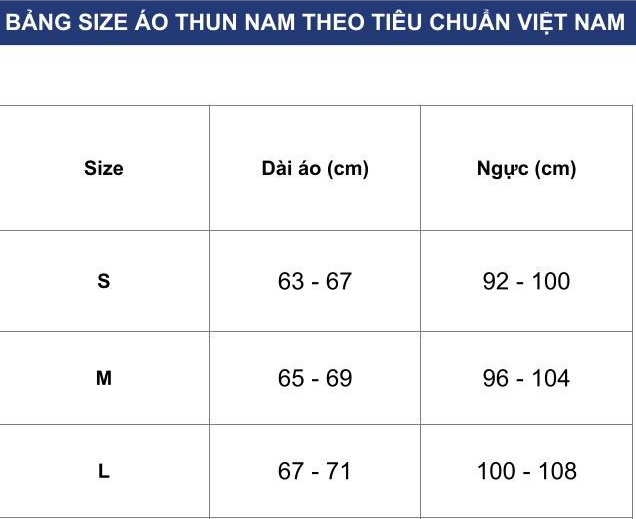 BẢNG SIZE ÁO THUN NAM THEO TIÊU CHUẨN VIỆT NAM
Size Dài áo (cm) Ngực (cm)
S 63 - 67 92 - 100
M 65 - 69 96 - 104
L 67 - 71 100 - 108